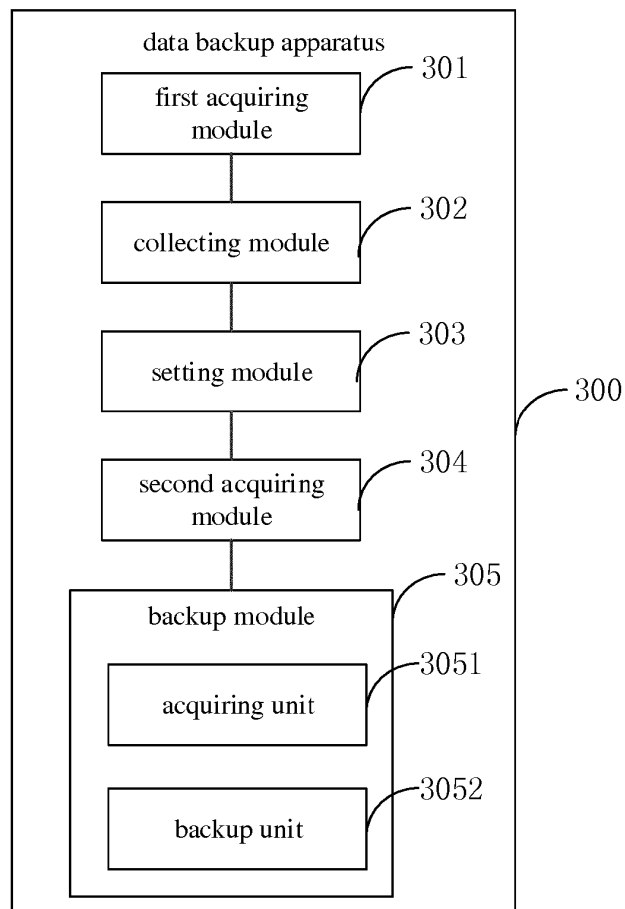 data backup apparatus
301
first acquiring
module
302
collecting module
303
setting module
300
304
second acquiring
module
305
backup module
3051
acquiring unit
3052
backup unit